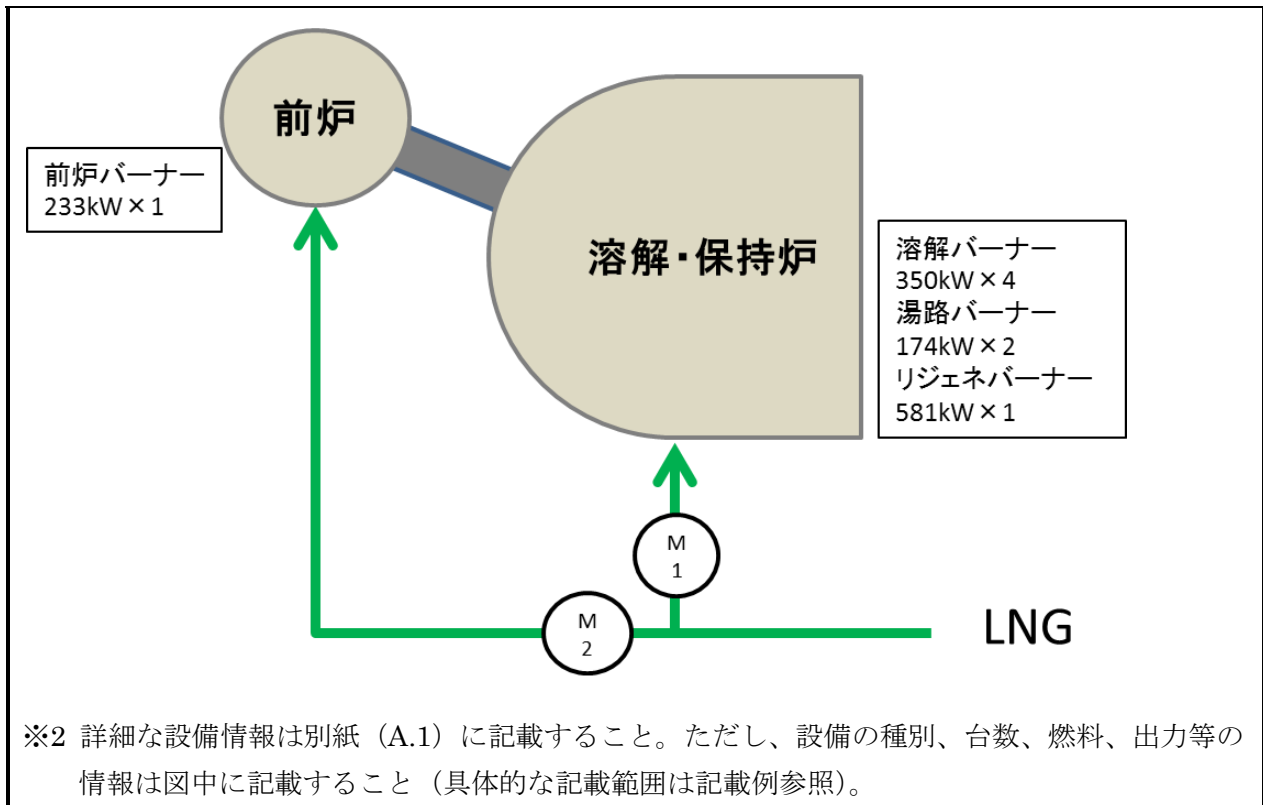 前炉
前炉バーナー
233kW×1
溶解・保持炉
溶解バーナー
350kW×4
湯路バーナー
174kW×2
リジェネバーナー
581kW×1
M
1
M
2
LNG
※2 詳細な設備情報は別紙（A.1）に記載すること。ただし、設備の種別、台数、燃料、出力等の
情報は図中に記載すること（具体的な記載範囲は記載例参照）。